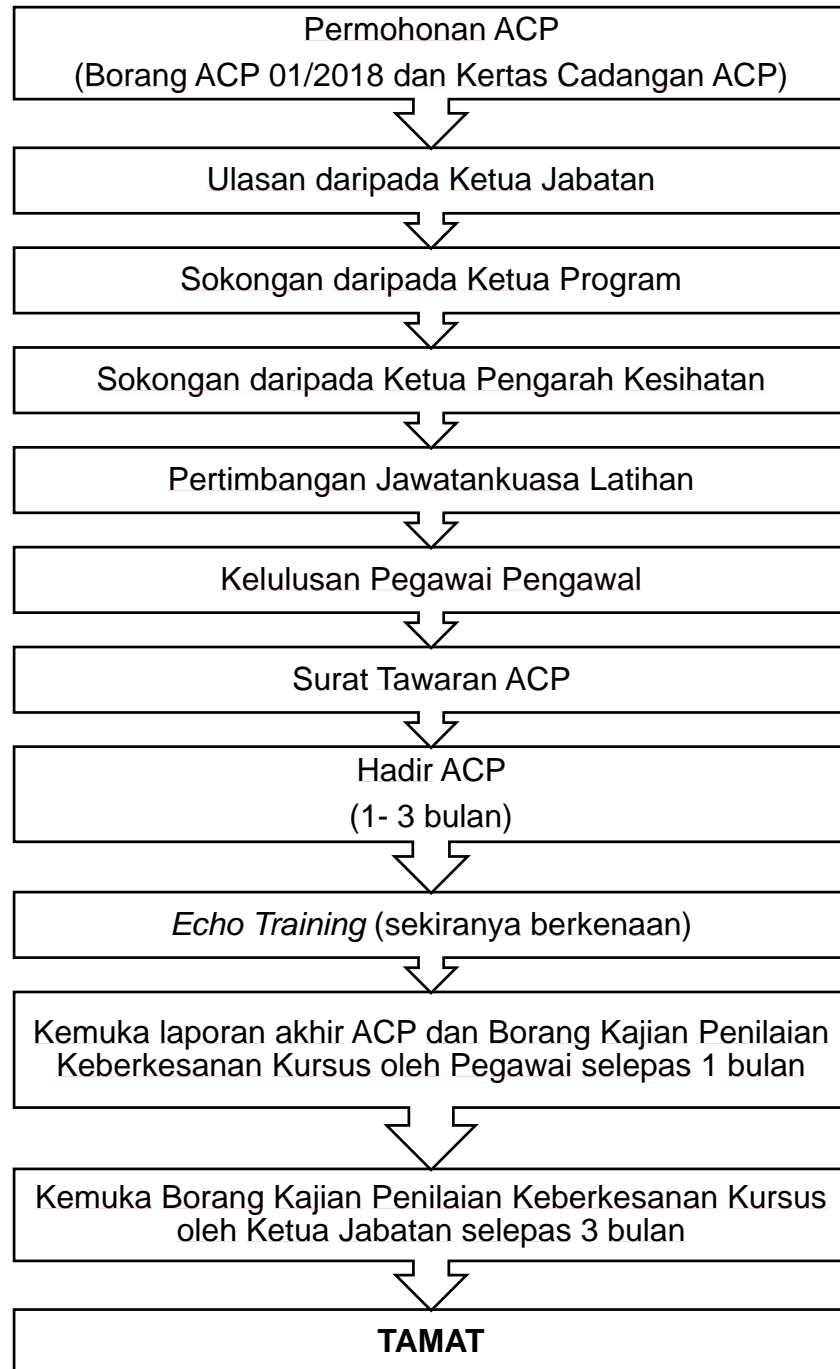 Permohonan ACP
(Borang ACP 01/2018 dan Kertas Cadangan ACP)
Ulasan daripada Ketua Jabatan
Sokongan daripada Ketua Program
Sokongan daripada Ketua Pengarah Kesihatan
Pertimbangan Jawatankuasa Latihan
Kelulusan Pegawai Pengawal
Surat Tawaran ACP
Hadir ACP
(1- 3 bulan)
Echo Training (sekiranya berkenaan)
Kemuka laporan akhir ACP dan Borang Kajian Penilaian
Keberkesanan Kursus oleh Pegawai selepas 1 bulan
Kemuka Borang Kajian Penilaian Keberkesanan Kursus
oleh Ketua Jabatan selepas 3 bulan
TAMAT